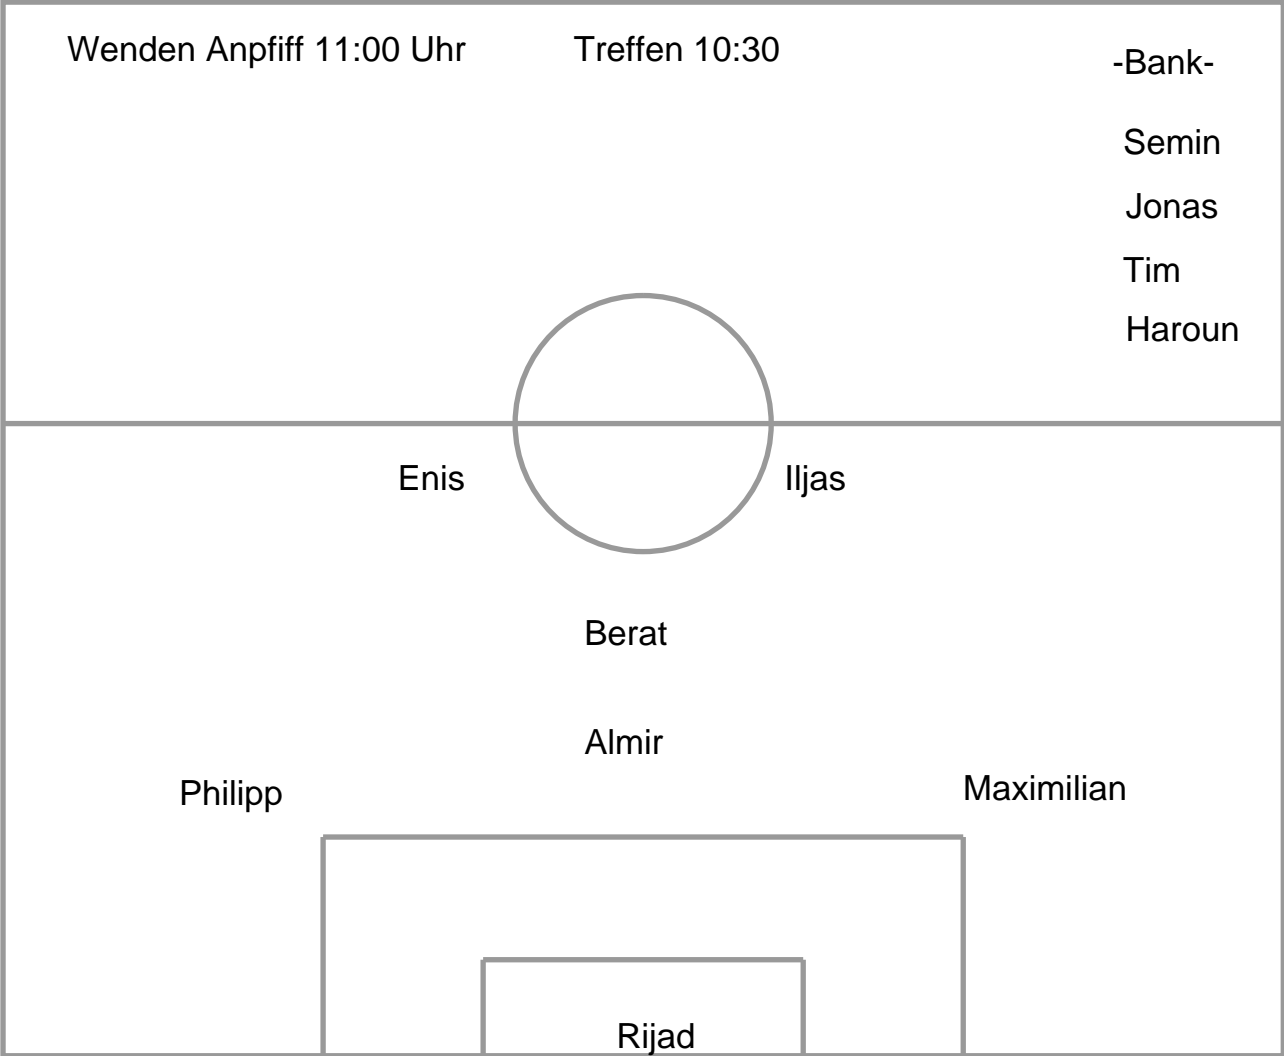 Wenden Anpfiff 11:00 Uhr
Treffen 10:30
-Bank-
Semin
Jonas
Tim
Haroun
Enis
Iljas
Berat
Almir
Philipp
Maximilian
Rijad